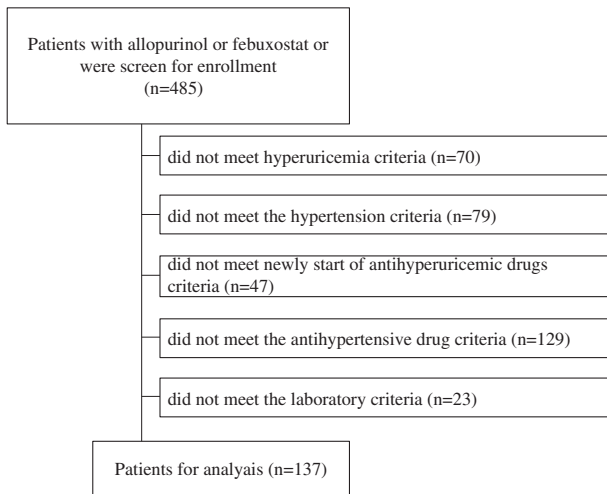 Patients with allopurinol or febuxostat or
were screen for enrollment
(n=485)
did not meet hyperuricemia criteria (n=70)
did not meet the hypertension criteria (n=79)
did not meet newly start of antihyperuricemic drugs
criteria (n=47)
did not meet the antihypertensive drug criteria (n=129)
did not meet the laboratory criteria (n=23)
Patients for analyais (n=137)